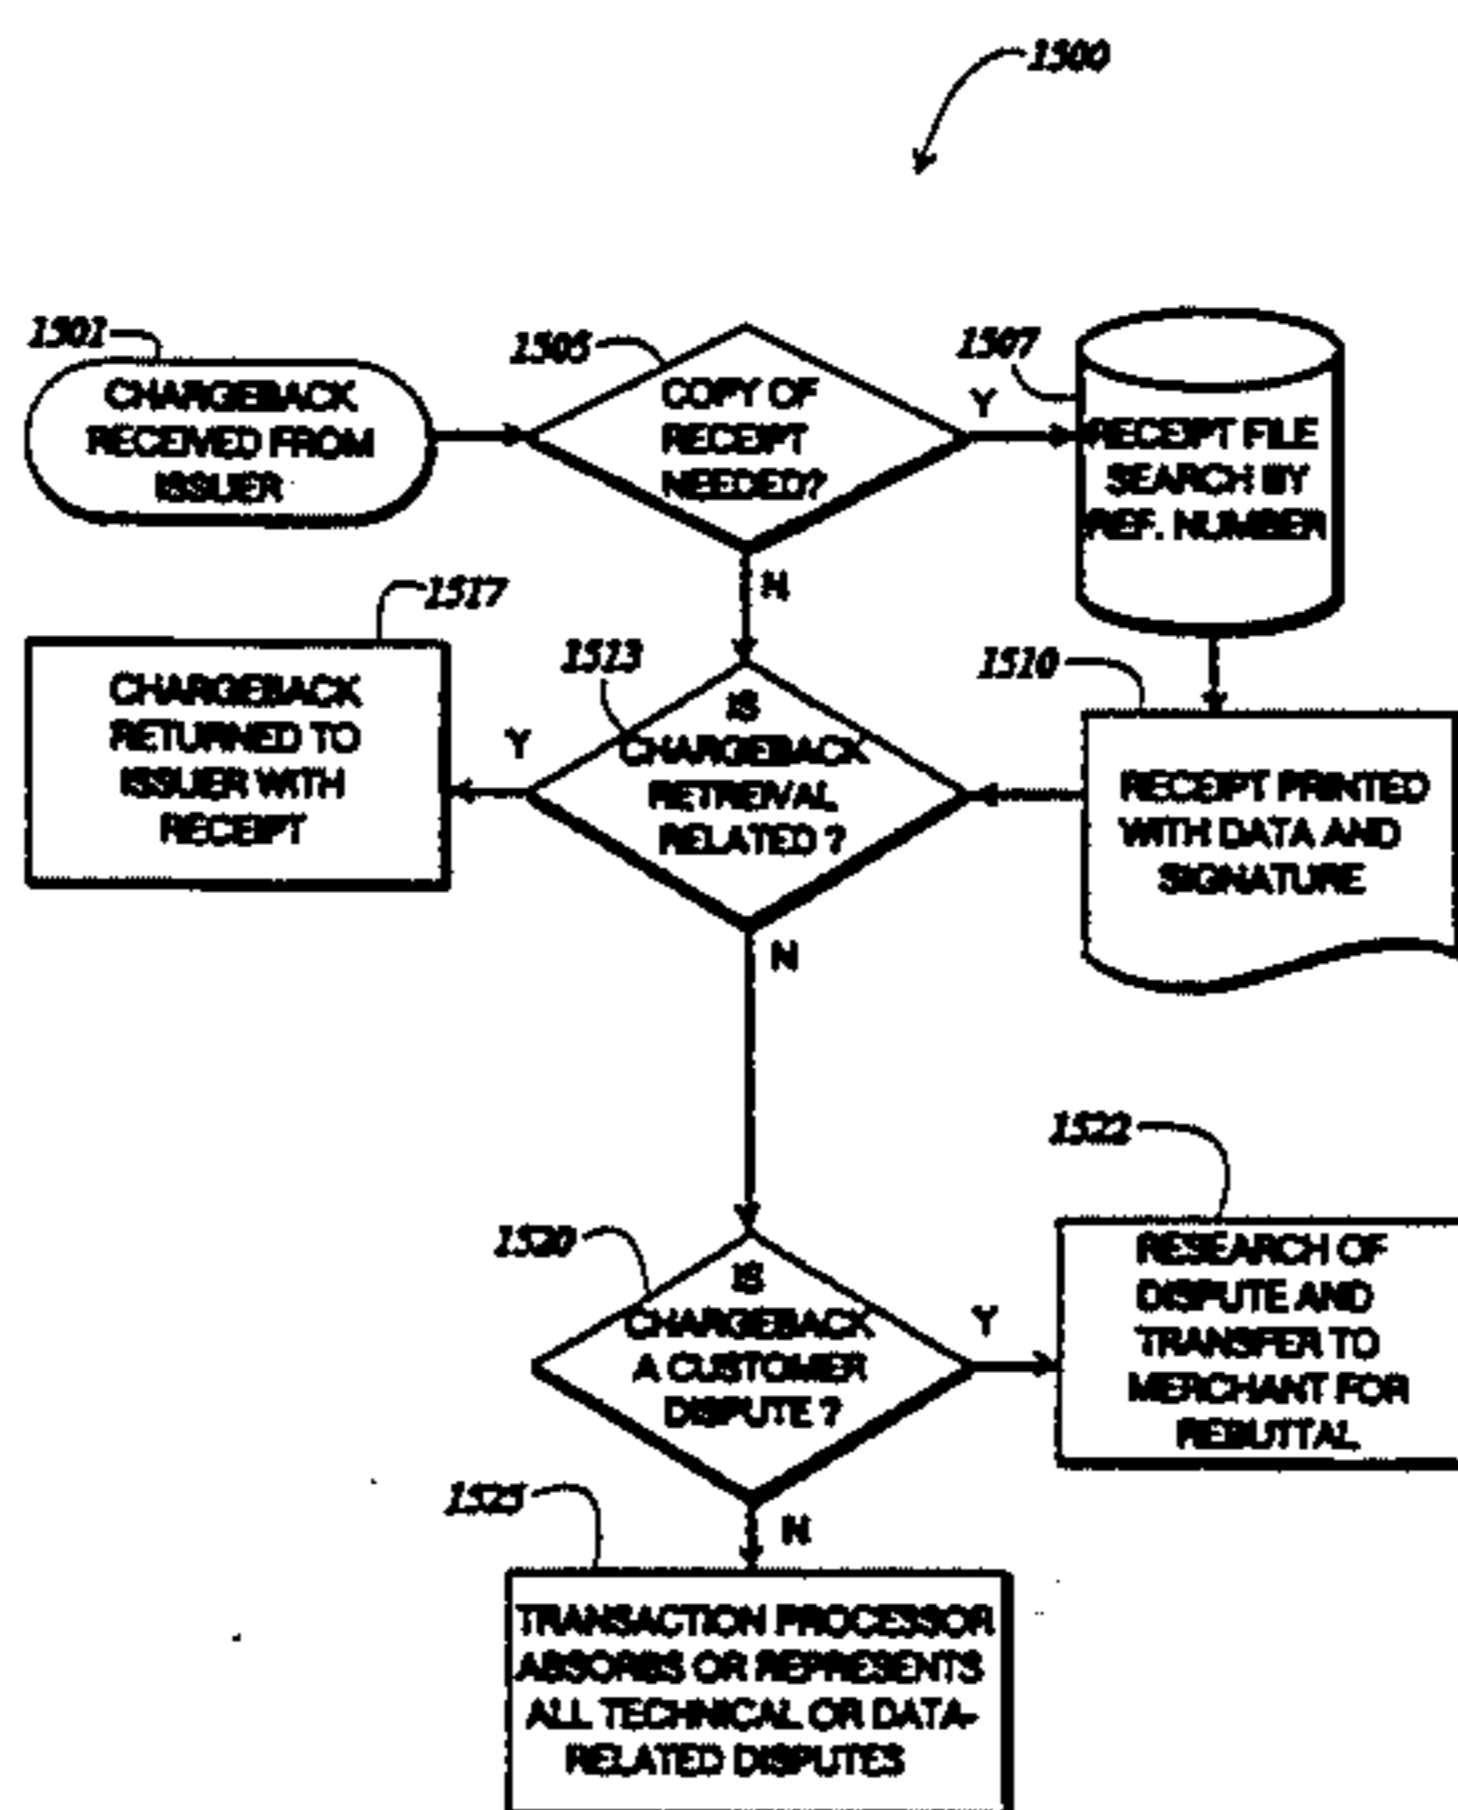 1500
1501
CHARGEBACK
RECEIVED FROM
ISSUER
1505
COPY OF
RECEIPT
NEEDED?
Y
N
1507
RECEIPT FILE
SEARCH BY
REF. NUMBER
1510
RECEIPT PRINTED
WITH DATA AND
SIGNATURE
1513
IS
CHARGEBACK
RETREIVAL
RELATED ?
Y
N
1517
CHARGEBACK
RETURNED TO
ISSUER WITH
RECEIPT
1520
IS
CHARGEBACK
A CUSTOMER
DISPUTE ?
Y
N
1522
RESEARCH OF
DISPUTE AND
TRANSFER TO
MERCHANT FOR
REBUTTAL
1525
TRANSACTION PROCESSOR
ABSORBS OR REPRESENTS
ALL TECHNICAL OR DATA-
RELATED DISPUTES